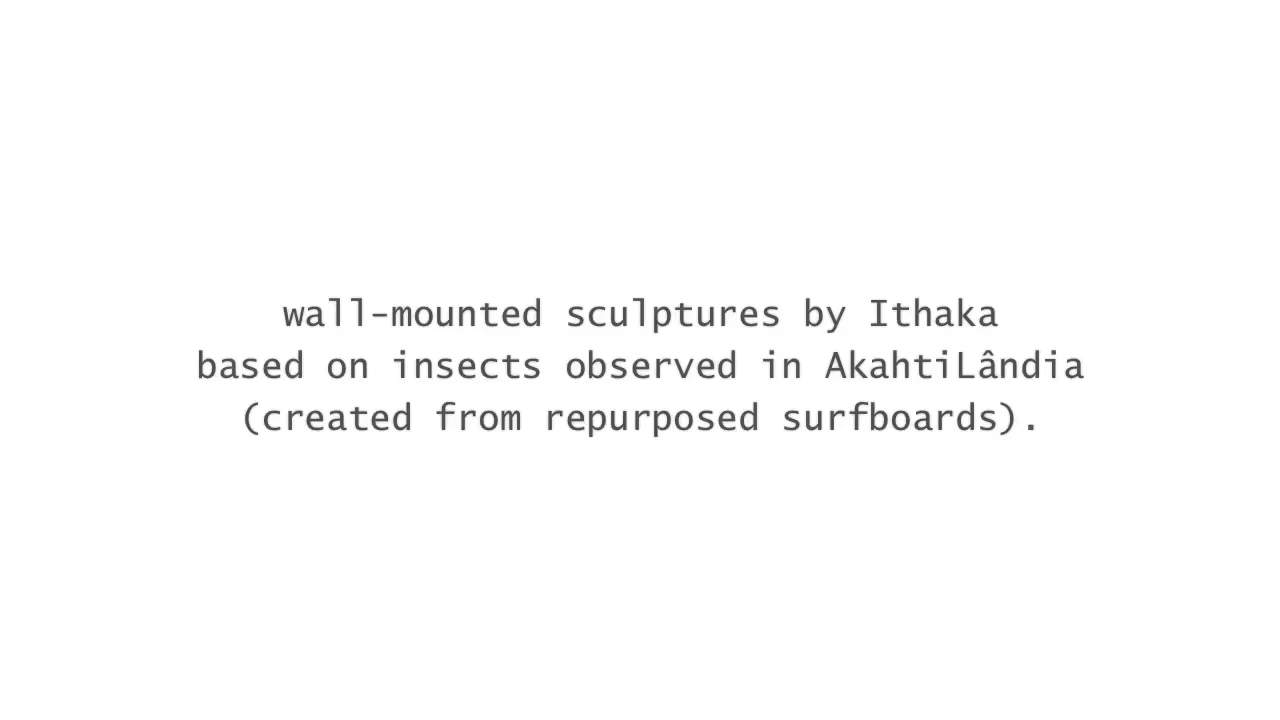 wall-mounted sculptures by Ithaka
based on insects observed in AkahtiLândia
(created from repurposed surfboards).